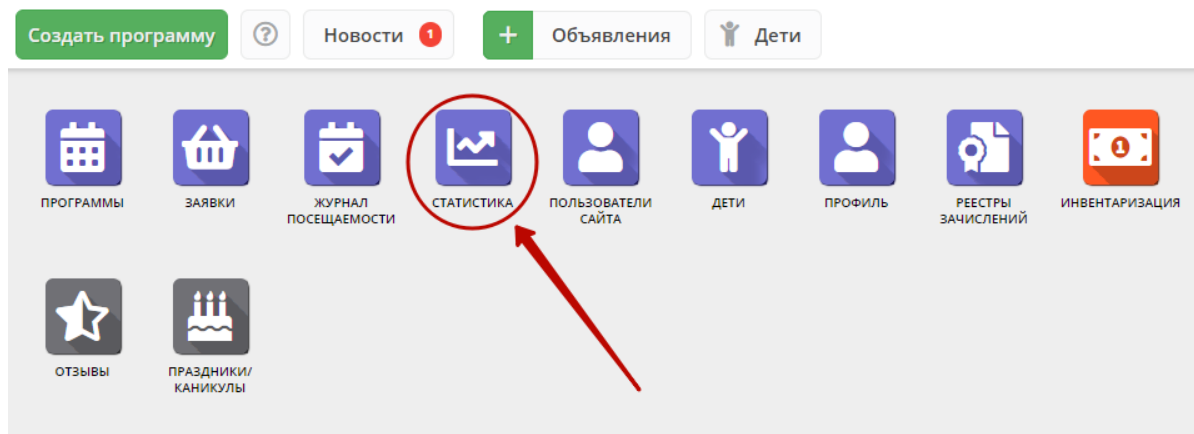 Создать программу
?
Новости 1
+ Объявления
Дети
ПРОГРАММЫ
ЗАЯВКИ
ЖУРНАЛ
ПОСЕЩАЕМОСТИ
СТАТИСТИКА
ПОЛЬЗОВАТЕЛИ
САЙТА
ДЕТИ
ПРОФИЛЬ
РЕЕСТРЫ
ЗАЧИСЛЕНИЙ
1
ИНВЕНТАРИЗАЦИЯ
ОТЗЫВЫ
ПРАЗДНИКИ/
КАНИКУЛЫ